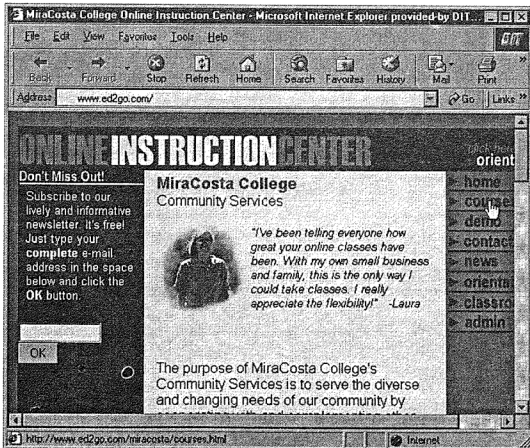 MiraCosta College Online Instruction Center - Microsoft Internet Explorer provided by DIT...
File Edit View Favorites Tools Help
Back Forward Stop Refresh Home Search Favorites History Mail Print
Address www.ed2go.com/ Go Links
ONLINE INSTRUCTION CENTER
orient
Don't Miss Out!
Subscribe to our
lively and informative
newsletter. It's free!
Just type your
complete e-mail
address in the space
below and click the
OK button.
OK
MiraCosta College
Community Services
"I've been telling everyone how
great your online classes have
been. With my own small business
and family, this is the only way I
could take classes. I really
appreciate the flexibility!" -Laura
The purpose of MiraCosta College's
Community Services is to serve the diverse
and changing needs of our community by
home
course
demo
contact
news
orienta
classro
admin
http://www.ed2go.com/miracosta/courses.html Internet